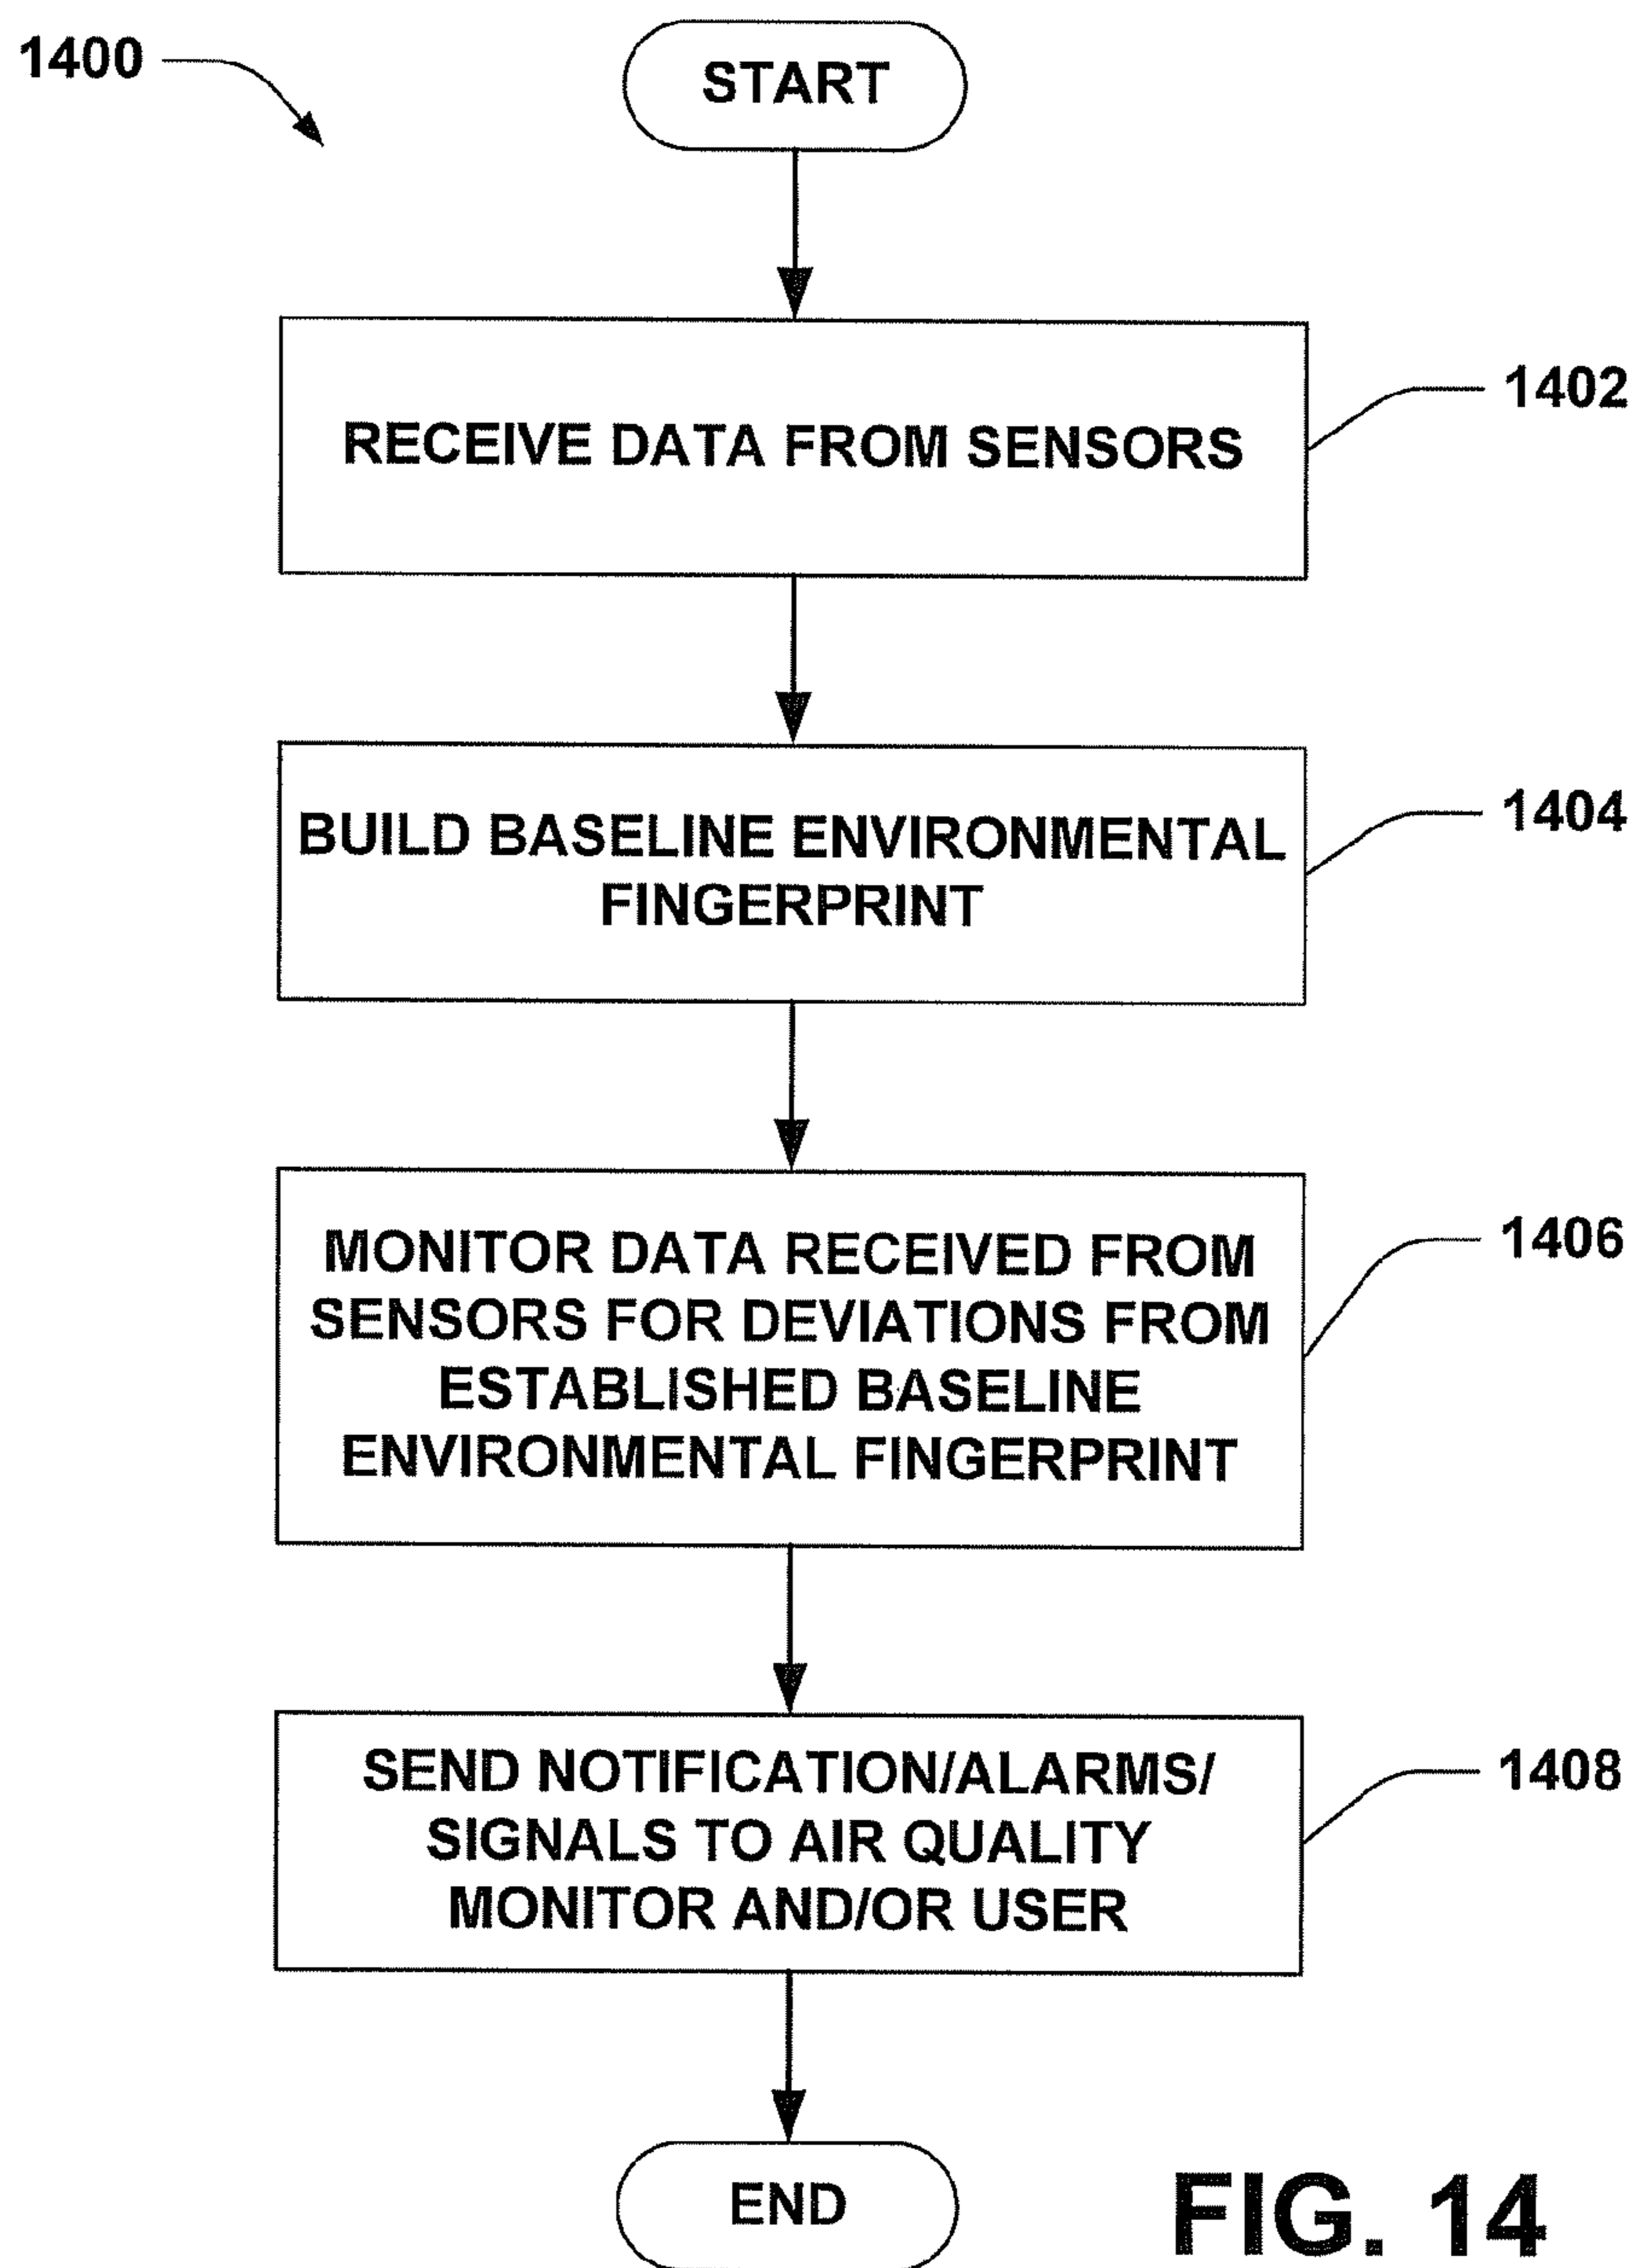 1400
START
RECEIVE DATA FROM SENSORS
1402
BUILD BASELINE ENVIRONMENTAL
FINGERPRINT
1404
MONITOR DATA RECEIVED FROM
SENSORS FOR DEVIATIONS FROM
ESTABLISHED BASELINE
ENVIRONMENTAL FINGERPRINT
1406
SEND NOTIFICATION/ALARMS/
SIGNALS TO AIR QUALITY
MONITOR AND/OR USER
1408
END
FIG. 14